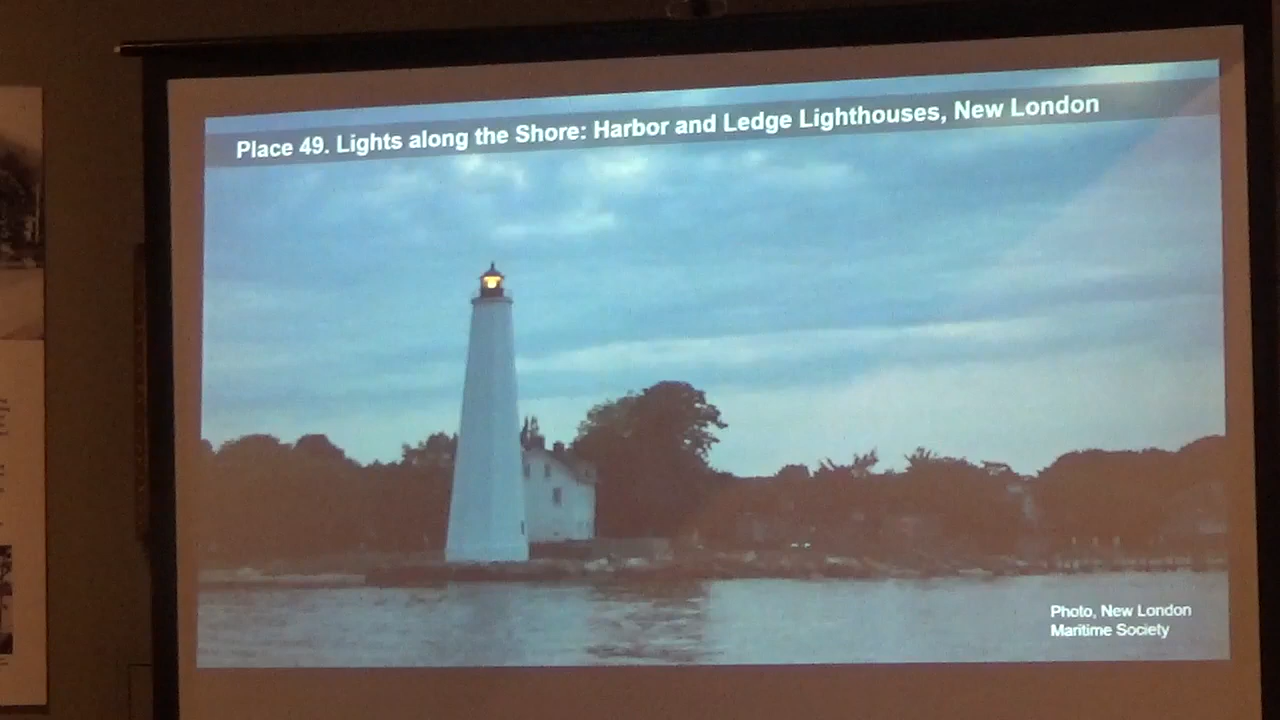 Place 49. Lights along the Shore: Harbor and Ledge Lighthouses, New London
Photo, New London
Maritime Society